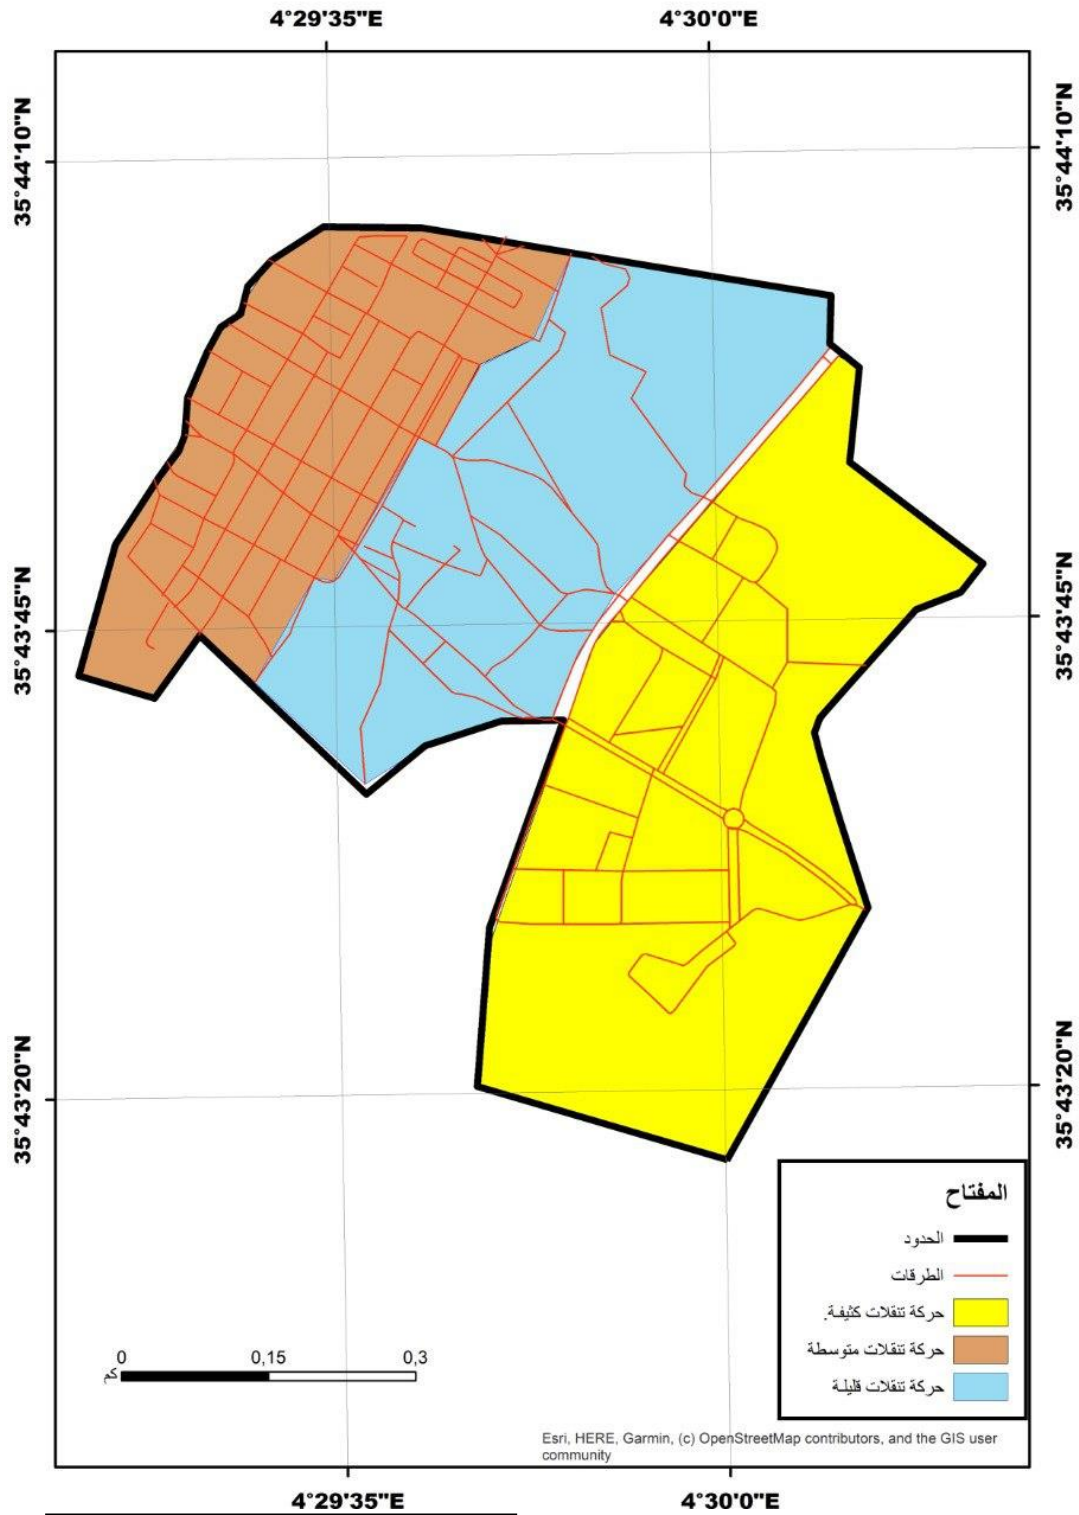 4°29'35"E
4°30'0"E
35°44'10"N
35°44'10"N
35°43'45"N
35°43'45"N
35°43'20"N
35°43'20"N
المفتاح
الحدود
الطرقات
حركة تنقلات كثيفة.
حركة تنقلات متوسطة
حركة تنقلات قليلة
0 0,15 0,3
كم
Esri, HERE, Garmin, (c) OpenStreetMap contributors, and the GIS user
community
4°29'35"E
4°30'0"E